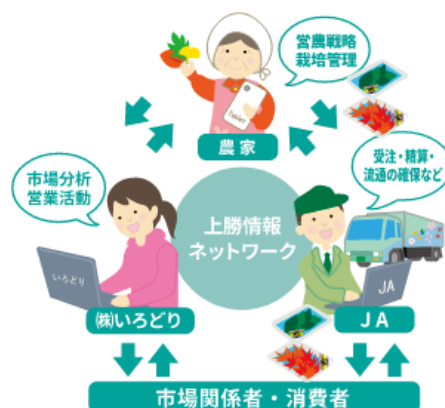 営農戦略
栽培管理
Tablet
農家
市場分析
営業活動
受注・精算・
流通の確保など
上勝情報
ネットワーク
いろどり
JA
㈱いろどり
JA
市場関係者・消費者